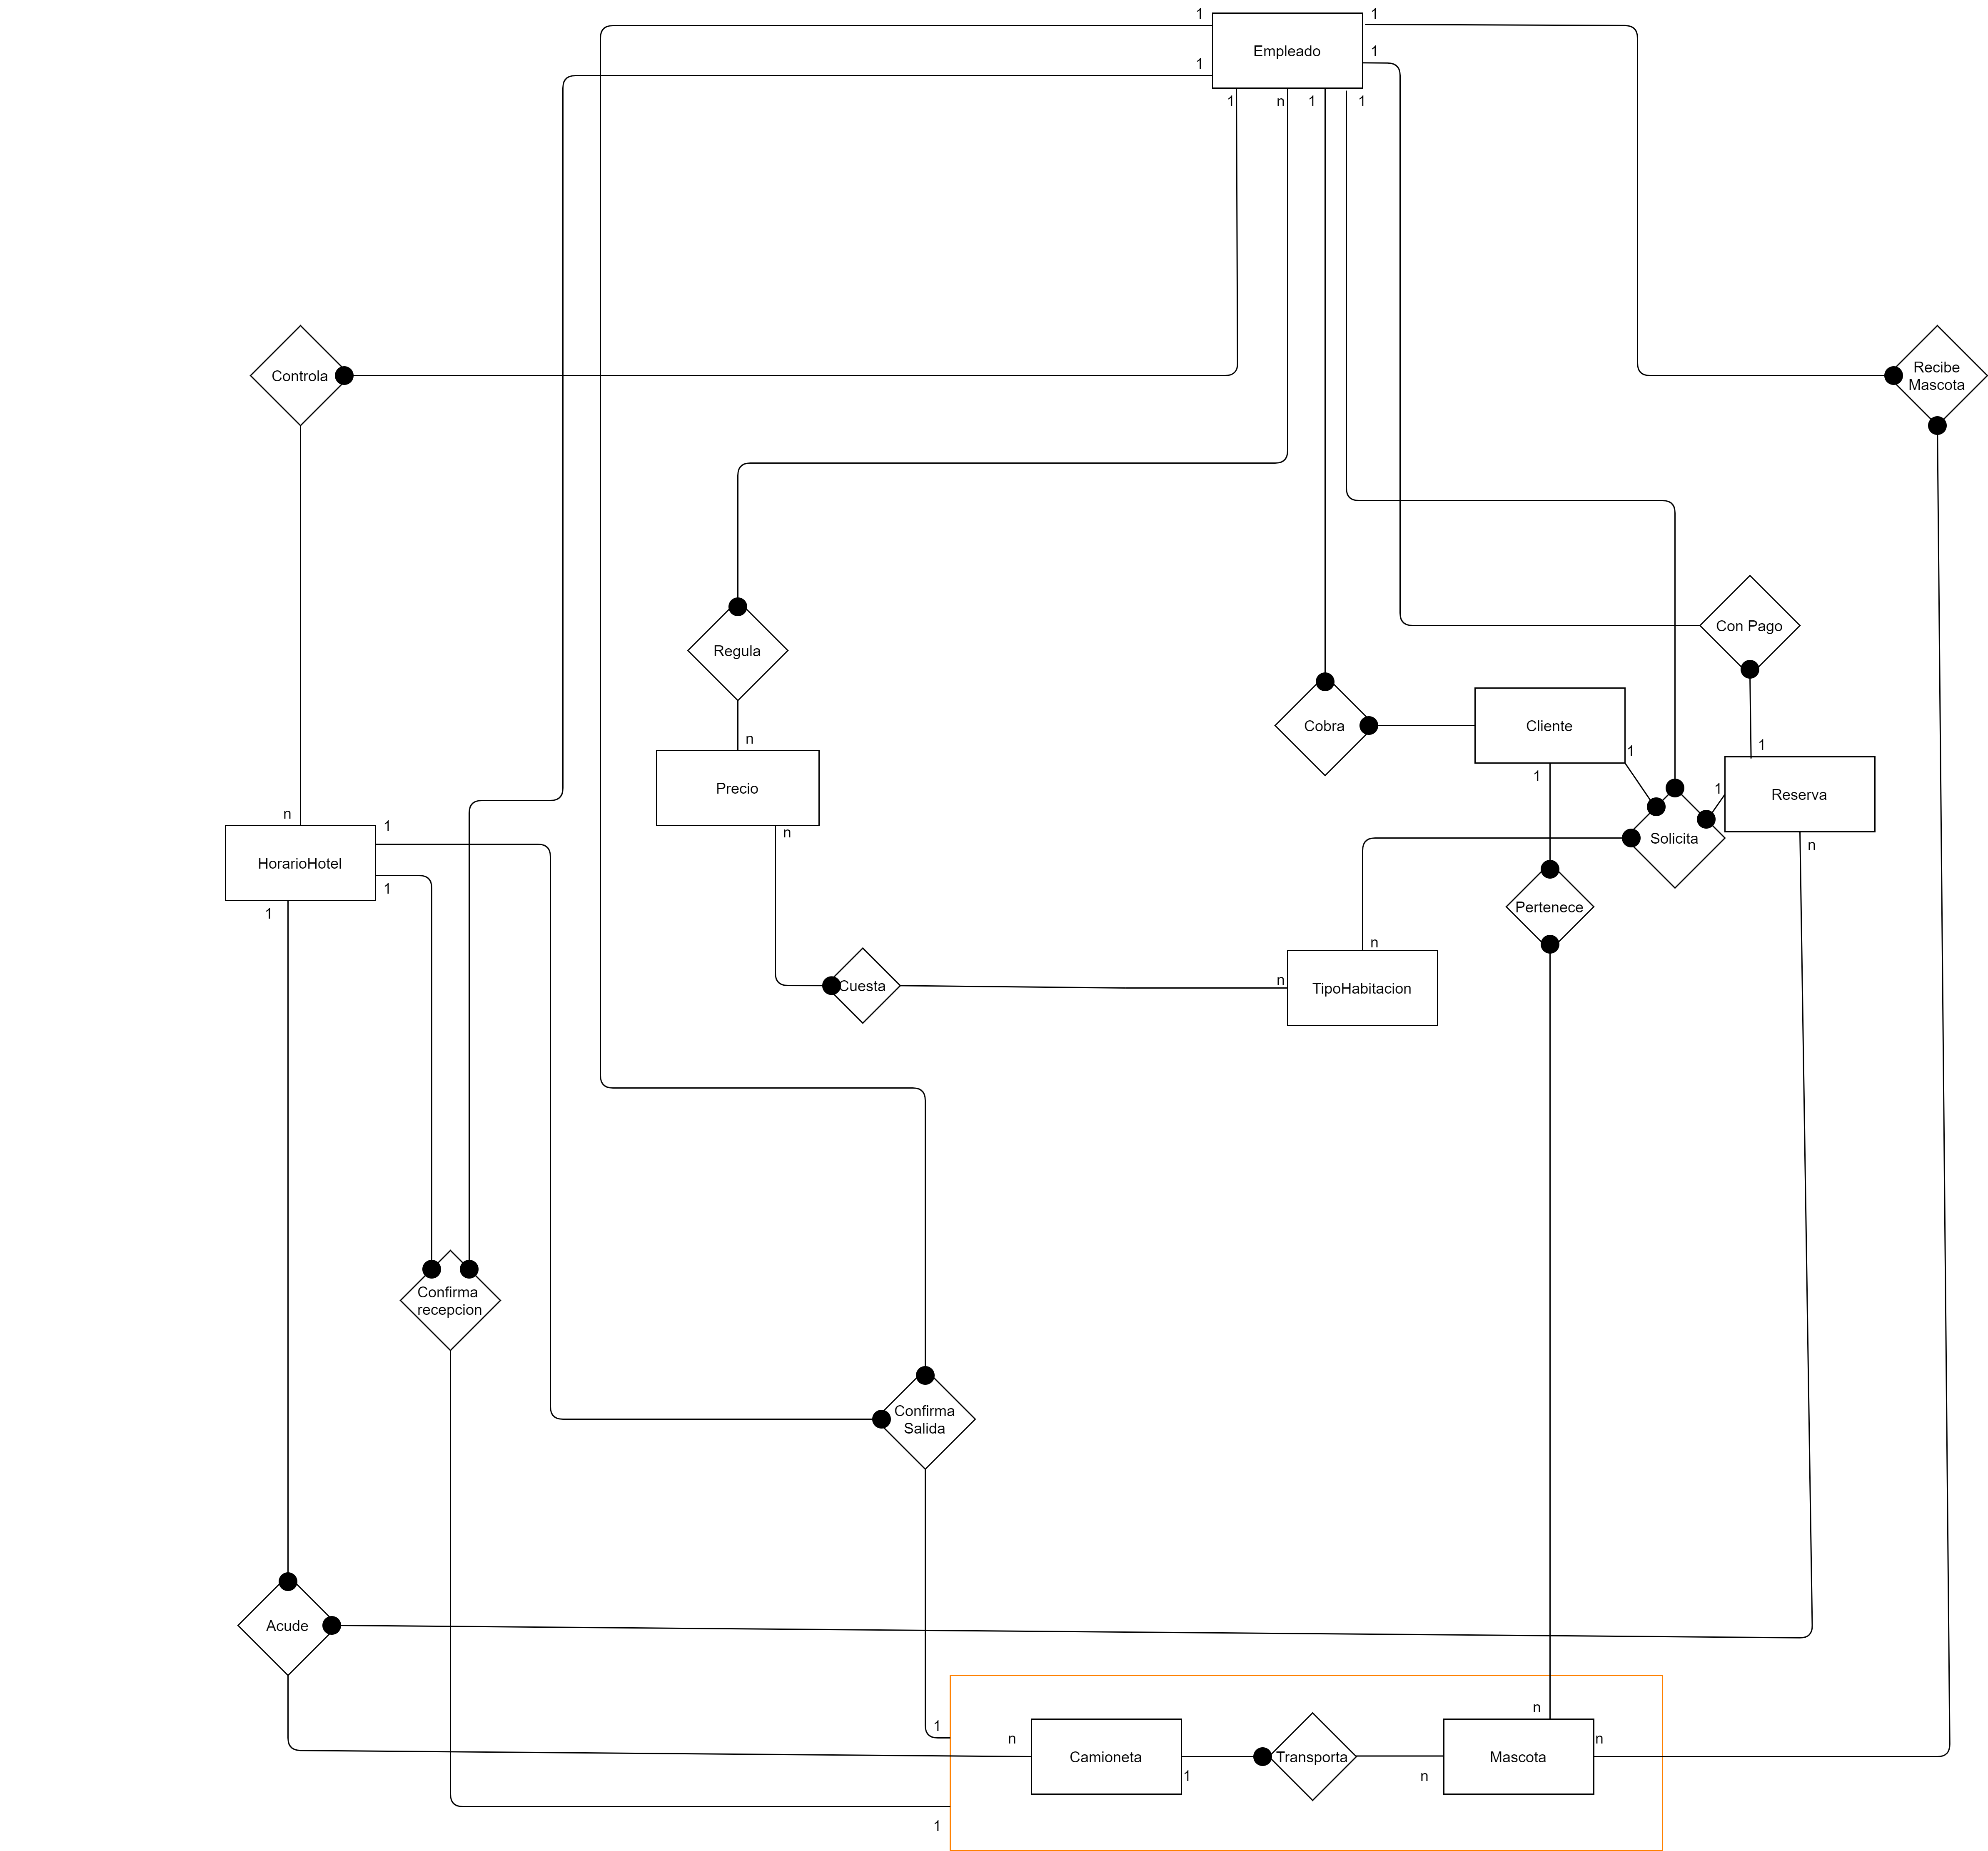 1
1
Empleado
1
1
1
1
n
1
1
Controla
Recibe
Mascota
Con Pago
Regula
Cobra
Cliente
n
1
1
1
Precio
1
Reserva
1
n
1
n
Solicita
n
HorarioHotel
1
1
Pertenece
n
n
Cuesta
TipoHabitacion
Confirma
recepcion
Confirma
Salida
Acude
n
1
n
n
Camioneta
Transporta
Mascota
1
n
1